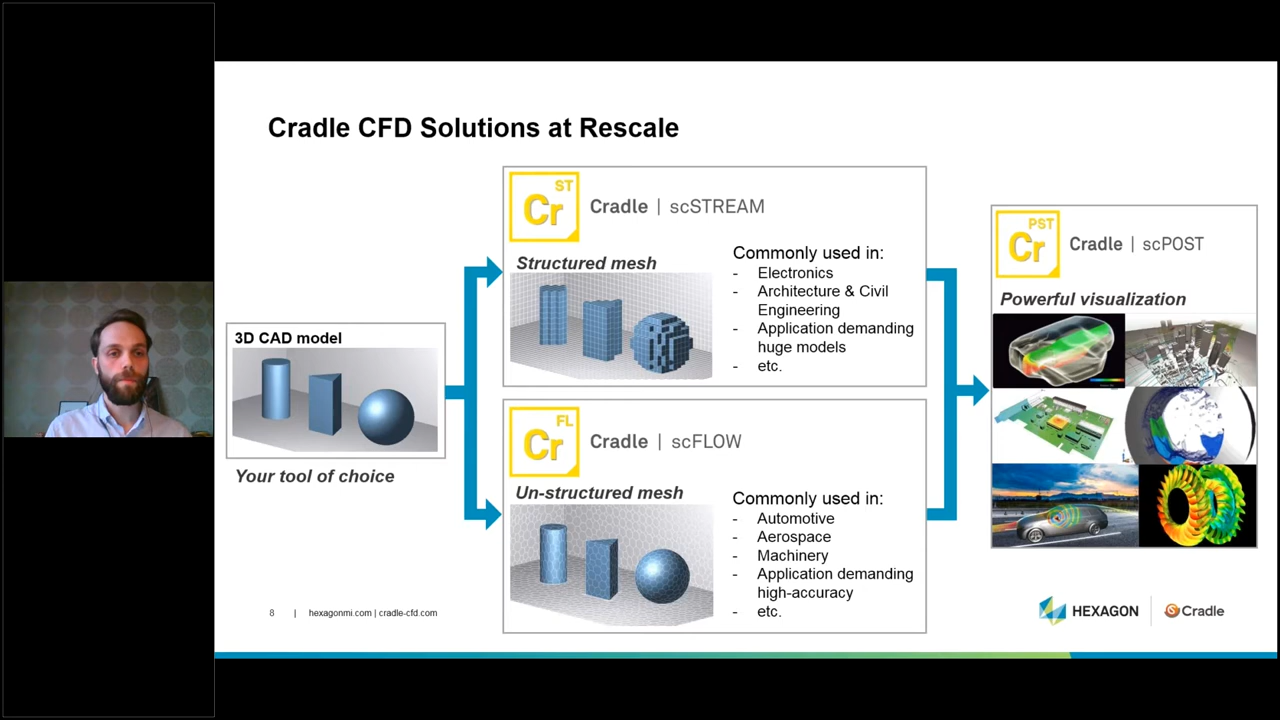 Cradle CFD Solutions at Rescale
3D CAD model
Your tool of choice
ST
Cr
Cradle | scSTREAM
Structured mesh
Commonly used in:
- Electronics
- Architecture & Civil
Engineering
- Application demanding
huge models
- etc.
FL
Cr
Cradle | scFLOW
Un-structured mesh
Commonly used in:
- Automotive
- Aerospace
- Machinery
- Application demanding
high-accuracy
- etc.
PST
Cr
Cradle | scPOST
Powerful visualization
8 | hexagonmi.com | cradle-cfd.com
HEXAGON | Cradle